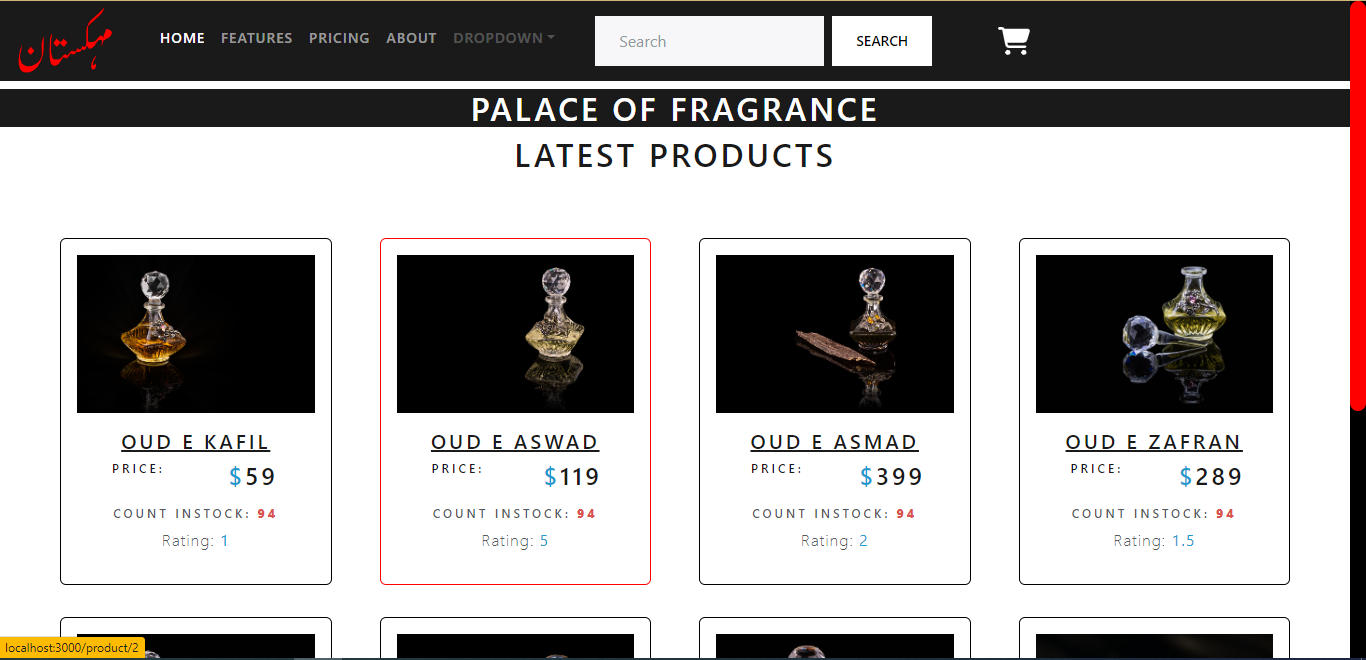 مہکستان
HOME FEATURES PRICING ABOUT DROPDOWN Search SEARCH
PALACE OF FRAGRANCE
LATEST PRODUCTS
OUD E KAFIL
PRICE: $59
COUNT INSTOCK: 94
Rating: 1
OUD E ASWAD
PRICE: $119
COUNT INSTOCK: 94
Rating: 5
OUD E ASMAD
PRICE: $399
COUNT INSTOCK: 94
Rating: 2
OUD E ZAFRAN
PRICE: $289
COUNT INSTOCK: 94
Rating: 1.5
localhost:3000/product/2